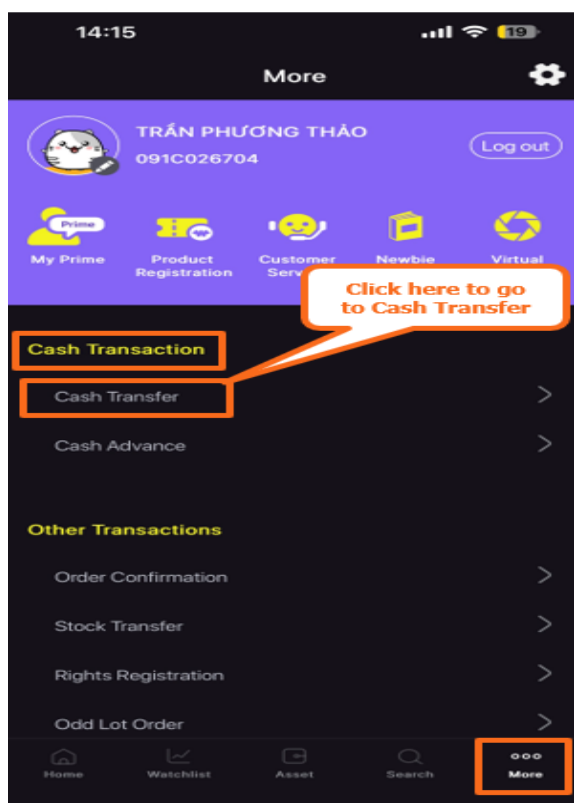 14:15
19
More
TRẦN PHƯƠNG THẢO
091C026704
Log out
Prime
My Prime
Product
Registration
Customer
Newbie
Virtual
Click here to go
to Cash Transfer
Cash Transaction
Cash Transfer
Cash Advance
Other Transactions
Order Confirmation
Stock Transfer
Rights Registration
Odd Lot Order
Home
Watchlist
Asset
Search
More